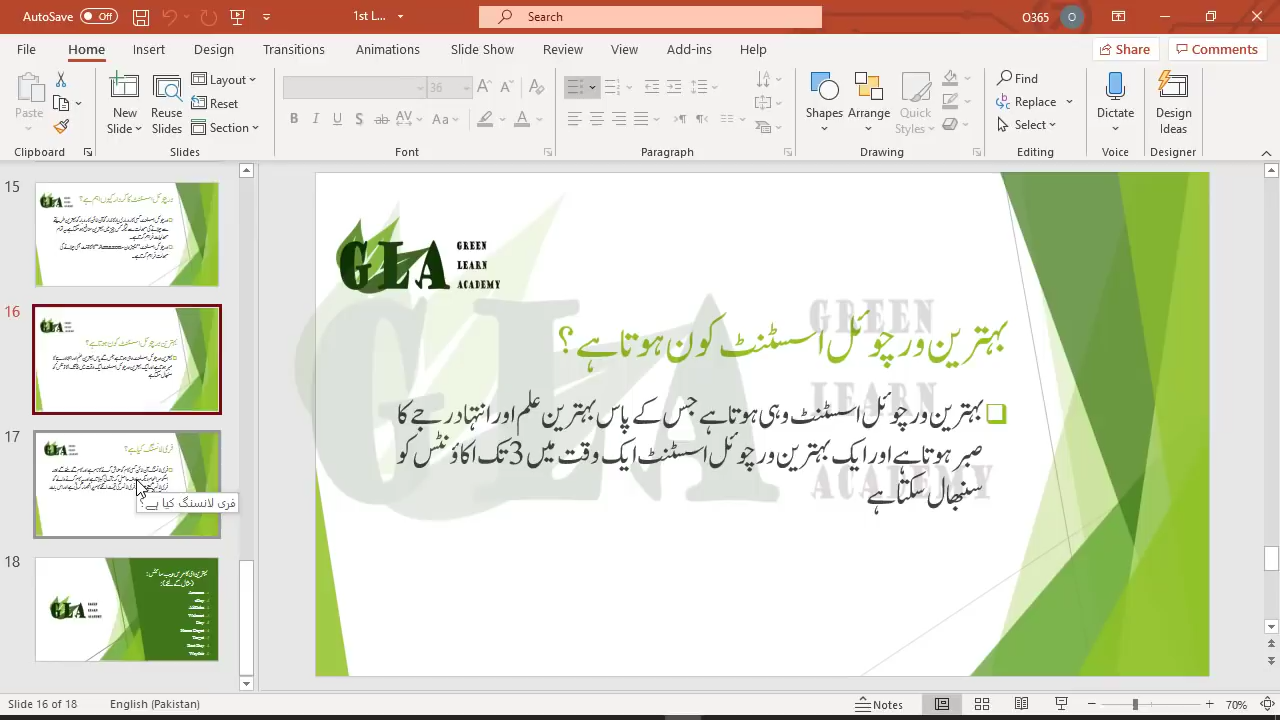 AutoSave Off 1st L... Search O365 O
File Home Insert Design Transitions Animations Slide Show Review View Add-ins Help Share Comments
Paste New Slide Reuse Slides Layout Reset Section 36 Shapes Arrange Quick Styles Find Replace Select Dictate Design Ideas
Clipboard Slides Font Paragraph Drawing Editing Voice Designer
15
16
17
فری لانسنگ کیا ہے؟
18
GLA GREEN LEARN ACADEMY
بہترین ورچوئل اسسٹنٹ کون ہوتا ہے؟
بہترین ورچوئل اسسٹنٹ وہی ہوتا ہے جس کے پاس بہترین علم اور انتہا درجے کا
صبر ہوتا ہے اور ایک بہترین ورچوئل اسسٹنٹ ایک وقت میں 3 تک اکاؤنٹس کو
سنبھال سکتا ہے
GLA GREEN LEARN ACADEMY
Slide 16 of 18 English (Pakistan) Notes 70%